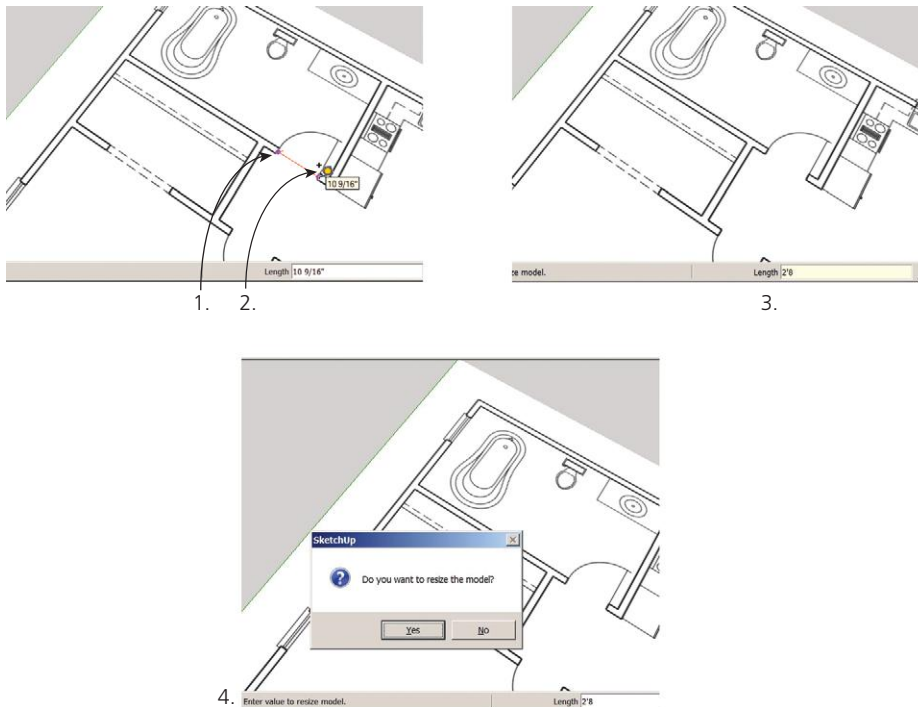 10 9/16"
Length 10 9/16"
1. 2.
ze model. Length 2'8
3.
SketchUp
Do you want to resize the model?
Yes No
4. Enter value to resize model. Length 2'8